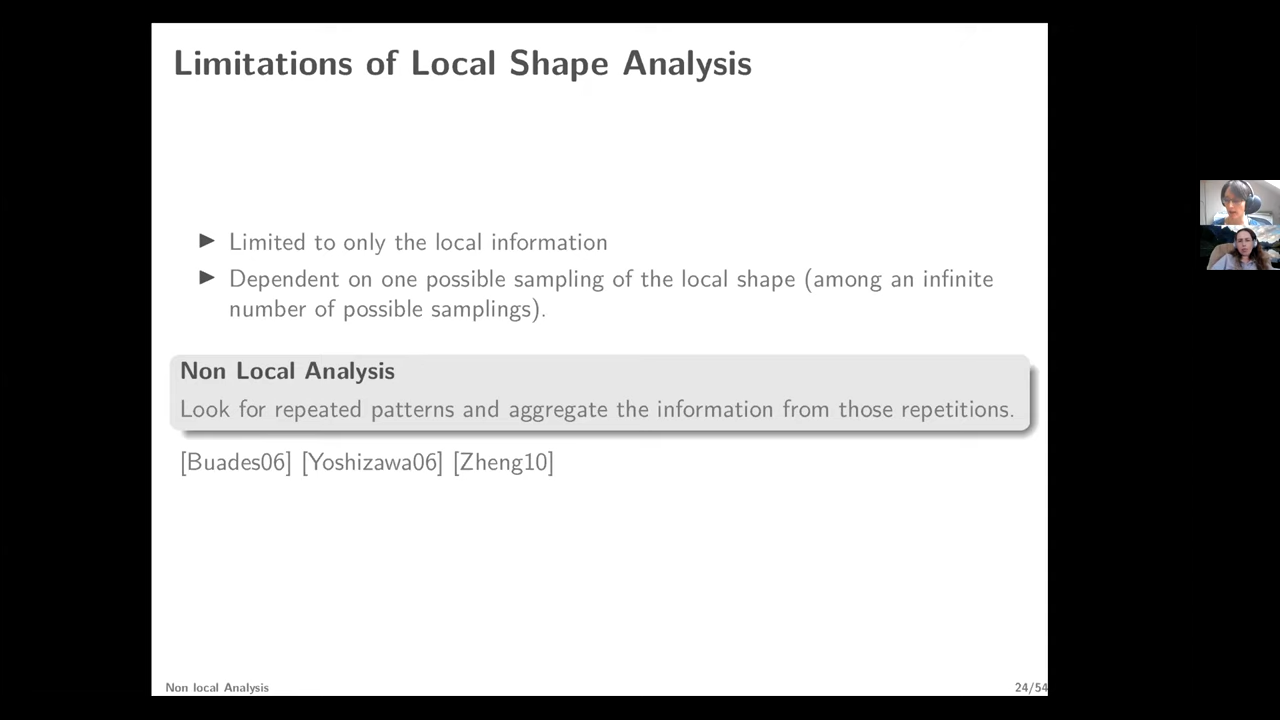 Limitations of Local Shape Analysis
▶ Limited to only the local information
▶ Dependent on one possible sampling of the local shape (among an infinite
number of possible samplings).
Non Local Analysis
Look for repeated patterns and aggregate the information from those repetitions.
[Buades06] [Yoshizawa06] [Zheng10]
Non local Analysis
24/54